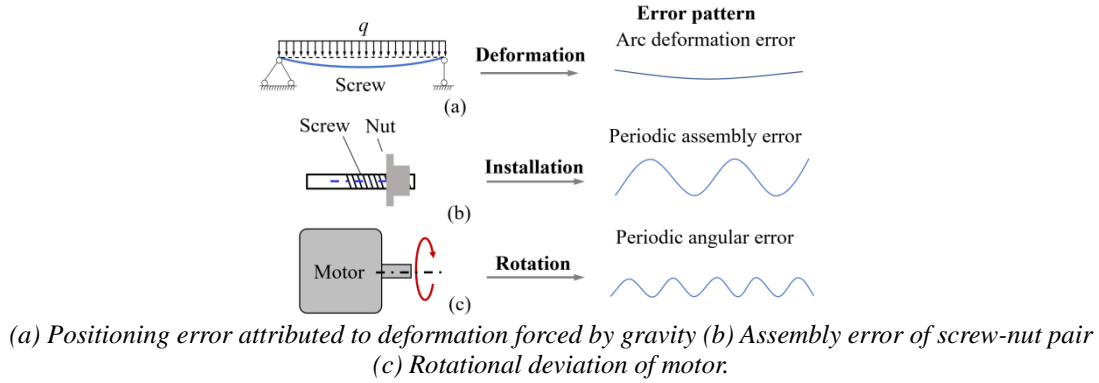 Error pattern
q
Deformation
Arc deformation error
Screw
(a)
Screw Nut
Installation
Periodic assembly error
(b)
Motor
Rotation
Periodic angular error
(c)
(a) Positioning error attributed to deformation forced by gravity (b) Assembly error of screw-nut pair
(c) Rotational deviation of motor.